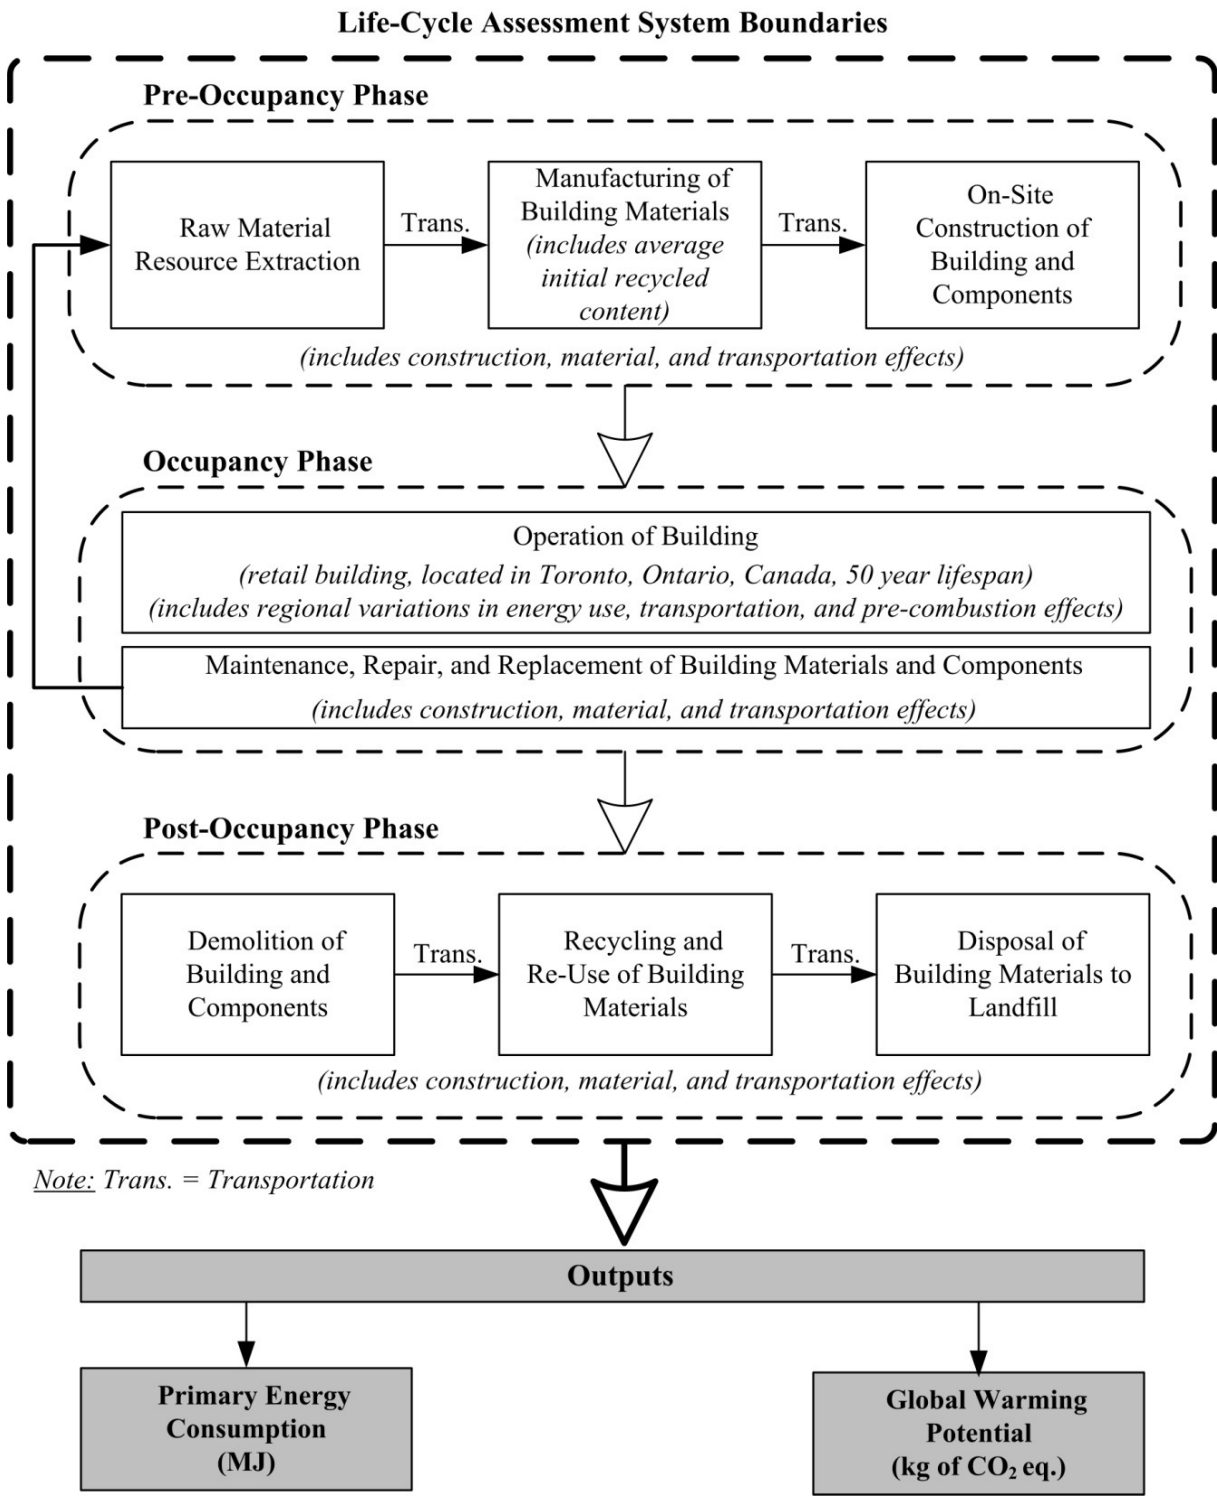 Life-Cycle Assessment System Boundaries
Pre-Occupancy Phase
Raw Material
Resource Extraction
Trans.
Manufacturing of
Building Materials
(includes average
initial recycled
content)
Trans.
On-Site
Construction of
Building and
Components
(includes construction, material, and transportation effects)
Occupancy Phase
Operation of Building
(retail building, located in Toronto, Ontario, Canada, 50 year lifespan)
(includes regional variations in energy use, transportation, and pre-combustion effects)
Maintenance, Repair, and Replacement of Building Materials and Components
(includes construction, material, and transportation effects)
Post-Occupancy Phase
Demolition of
Building and
Components
Trans.
Recycling and
Re-Use of Building
Materials
Trans.
Disposal of
Building Materials to
Landfill
(includes construction, material, and transportation effects)
Note: Trans. = Transportation
Outputs
Primary Energy
Consumption
(MJ)
Global Warming
Potential
(kg of CO₂ eq.)